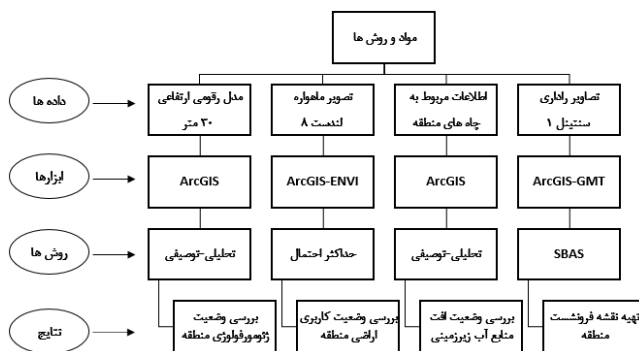 مواد و روش ها
داده ها
تصاویر راداری
سنتینل ۱
اطلاعات مربوط به
چاه های منطقه
تصویر ماهواره
لندست ۸
مدل رقومی ارتفاعی
۳۰ متر
ابزارها
ArcGIS-GMT
ArcGIS
ArcGIS-ENVI
ArcGIS
روش ها
SBAS
تحلیلی-توصیفی
حداکثر احتمال
تحلیلی-توصیفی
نتایج
تهیه نقشه فرونشست
منطقه
بررسی وضعیت افت
منابع آب زیرزمینی
بررسی وضعیت کاربری
اراضی منطقه
بررسی وضعیت
ژئومورفولوژی منطقه